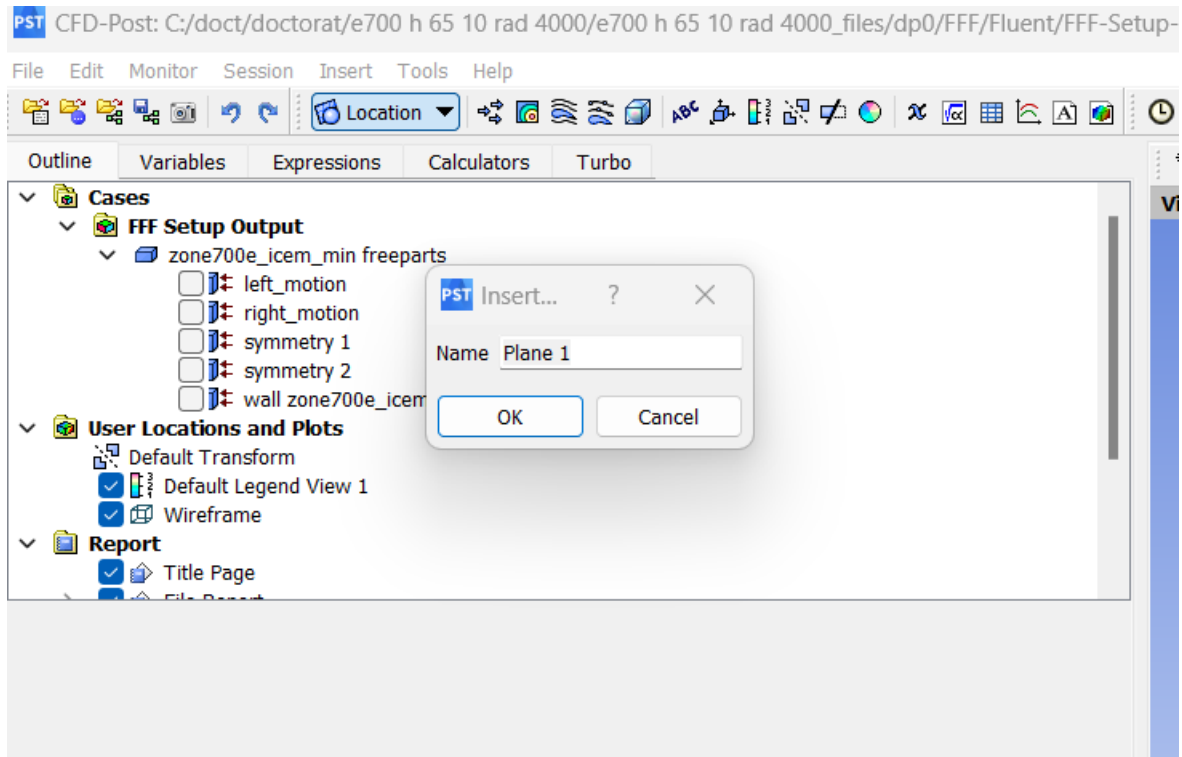 PST CFD-Post: C:/doct/doctorat/e700 h 65 10 rad 4000/e700 h 65 10 rad 4000_files/dp0/FFF/Fluent/FFF-Setup-
File Edit Monitor Session Insert Tools Help
Location
Outline Variables Expressions Calculators Turbo
Cases
FFF Setup Output
zone700e_icem_min freeparts
left_motion
PST Insert... ?
right_motion
symmetry 1
Name Plane 1
symmetry 2
wall zone700e_icem
OK Cancel
User Locations and Plots
Default Transform
Default Legend View 1
Wireframe
Report
Title Page
File Report